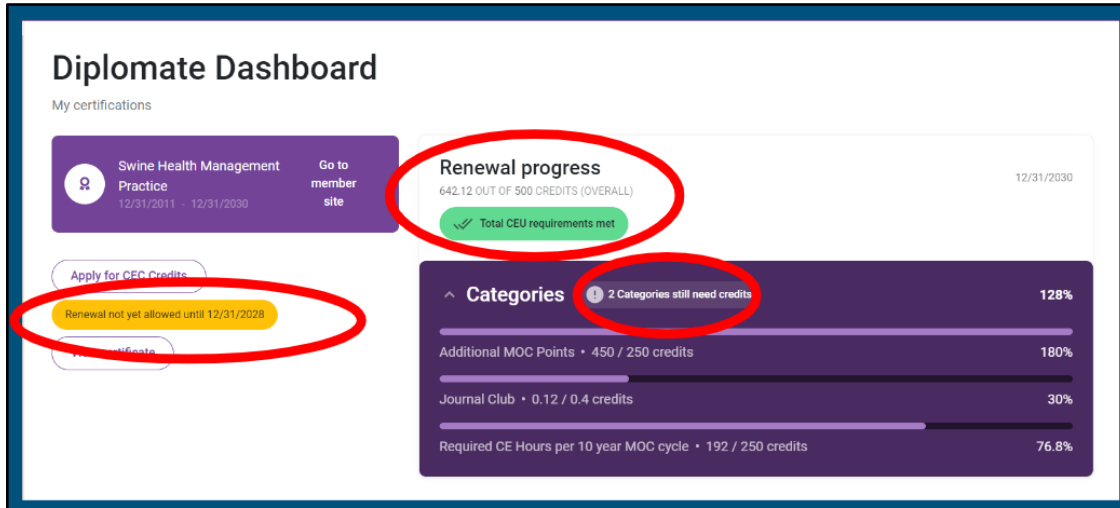 Diplomate Dashboard
My certifications
Swine Health Management
Practice
12/31/2011 - 12/31/2030
Go to
member
site
Apply for CEC Credits
Renewal not yet allowed until 12/31/2028
Renewal progress
642.12 OUT OF 500 CREDITS (OVERALL)
Total CEU requirements met
12/31/2030
Categories
! 2 Categories still need credits
128%
Additional MOC Points • 450 / 250 credits
180%
Journal Club • 0.12 / 0.4 credits
30%
Required CE Hours per 10 year MOC cycle • 192 / 250 credits
76.8%